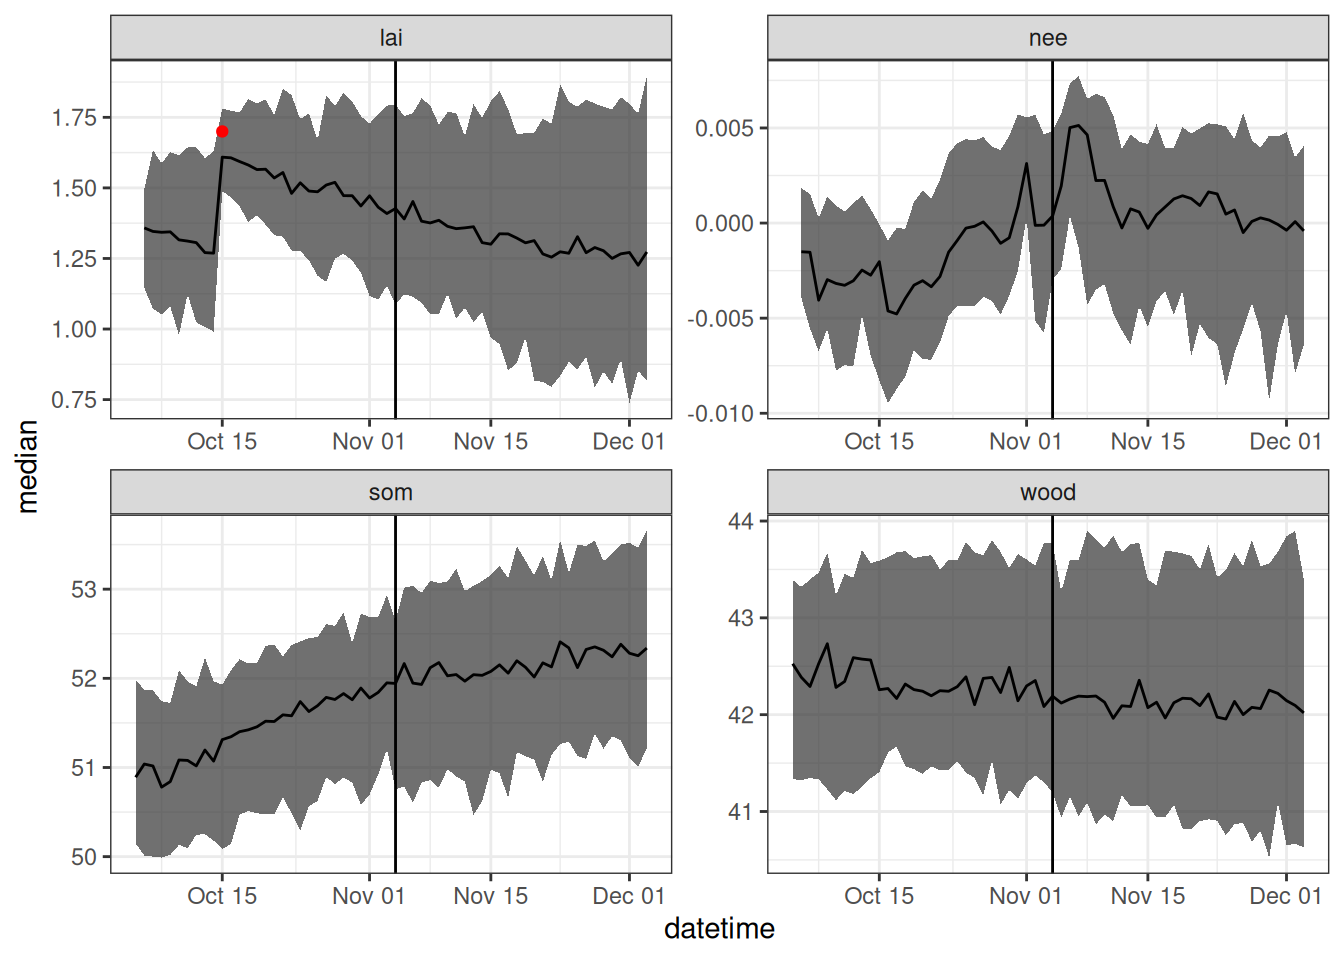 lai
nee
1.75
1.50
1.25
1.00
0.75
0.005
0.000
-0.005
-0.010
Oct 15 Nov 01 Nov 15 Dec 01
Oct 15 Nov 01 Nov 15 Dec 01
median
som
wood
53
52
51
50
44
43
42
41
Oct 15 Nov 01 Nov 15 Dec 01
Oct 15 Nov 01 Nov 15 Dec 01
datetime